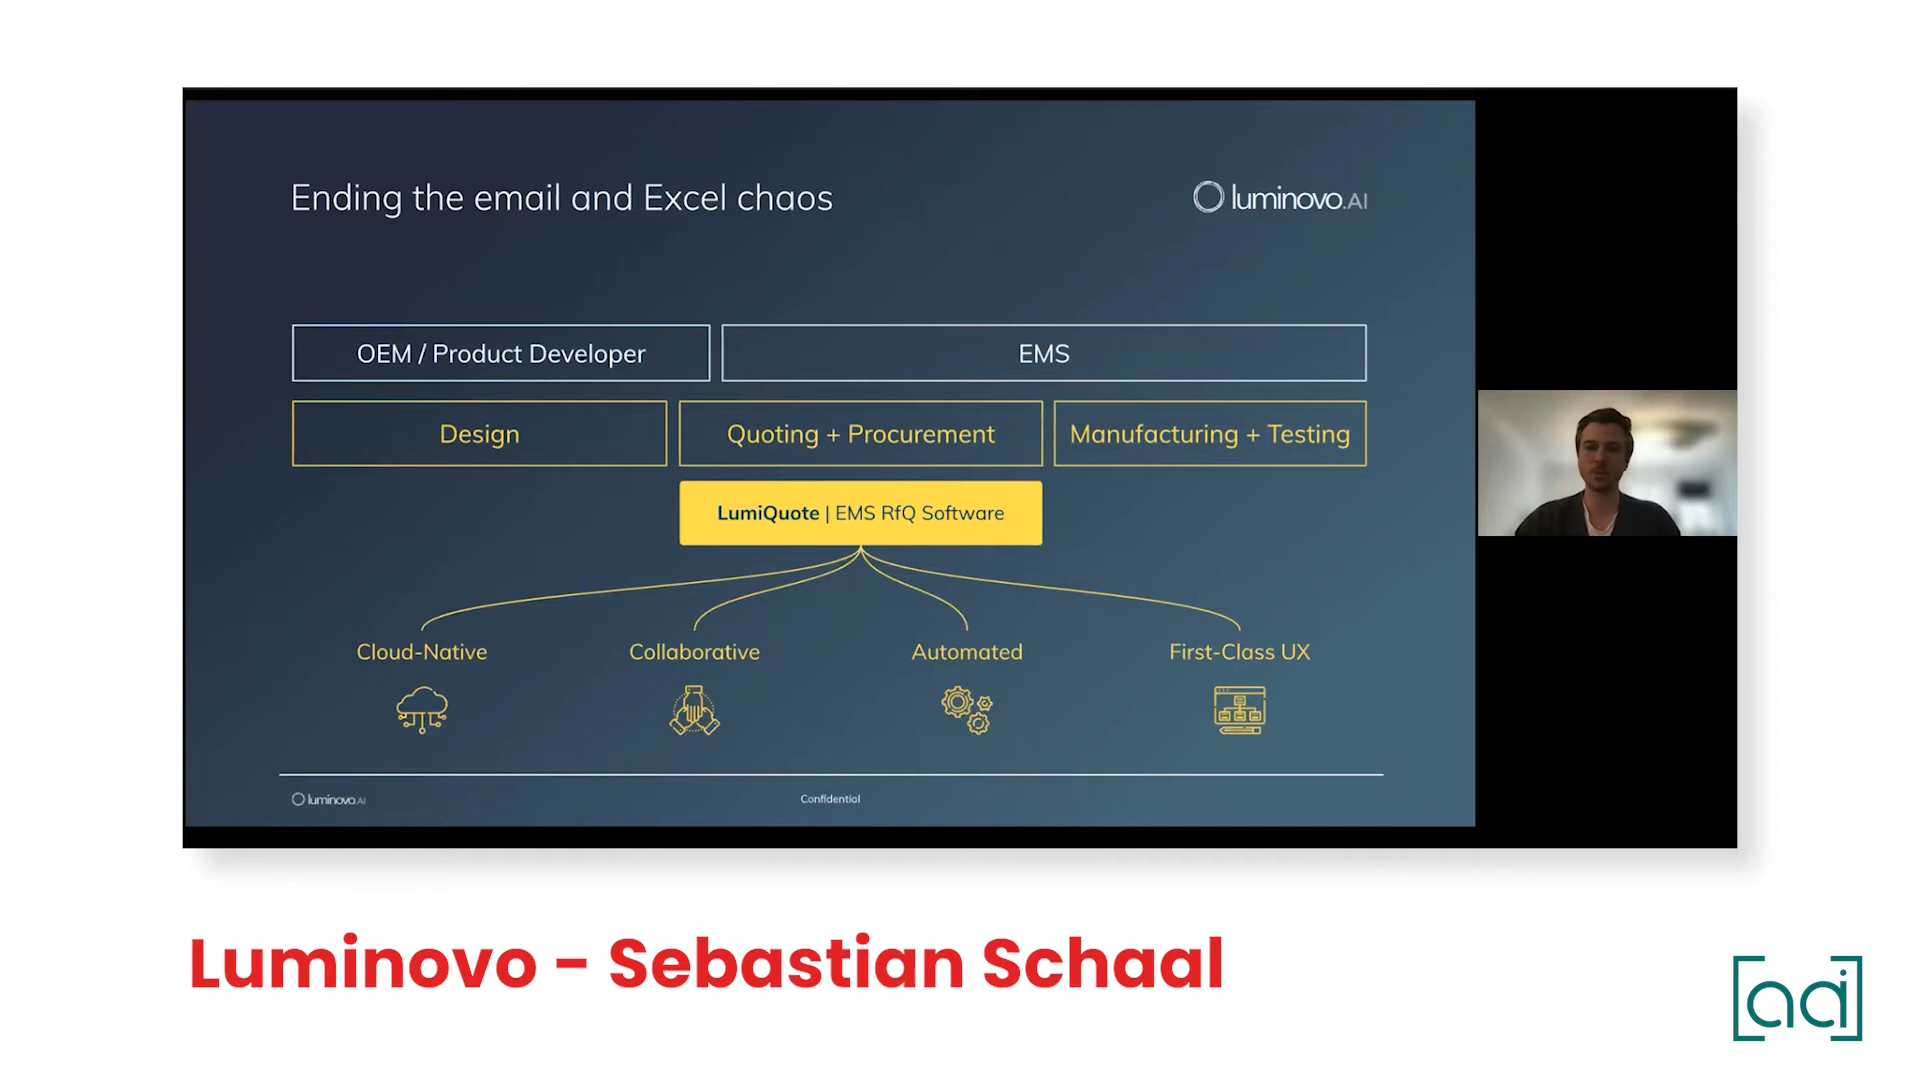 Ending the email and Excel chaos
luminovo.AI
OEM / Product Developer
EMS
Design
Quoting + Procurement
Manufacturing + Testing
LumiQuote | EMS RfQ Software
Cloud-Native
Collaborative
Automated
First-Class UX
luminovo.AI
Confidential
Luminovo - Sebastian Schaal
[adi]